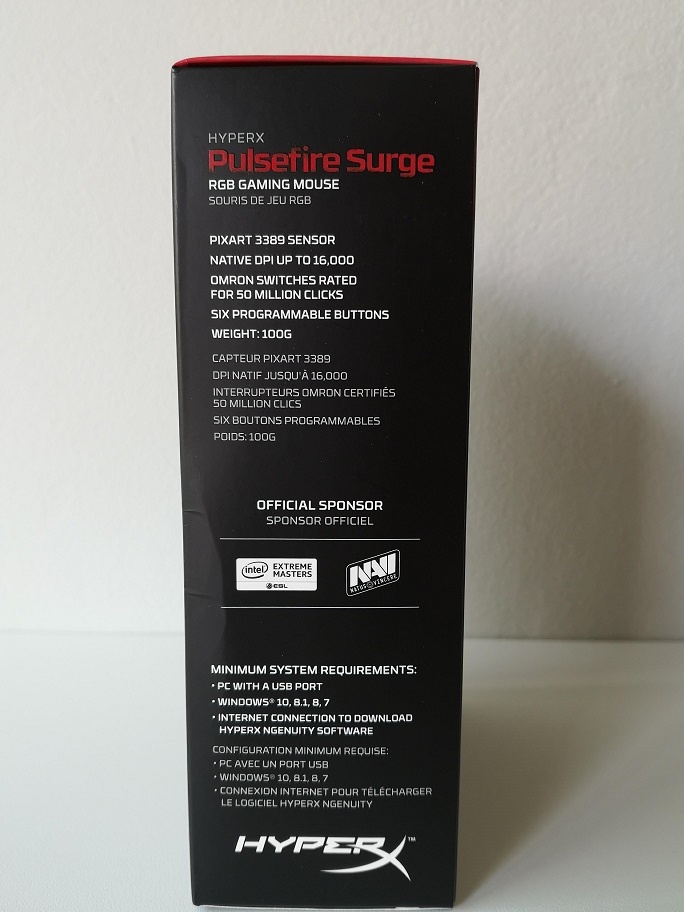 HYPERX
Pulsefire Surge
RGB GAMING MOUSE
SOURIS DE JEU RGB
PIXART 3389 SENSOR
NATIVE DPI UP TO 16,000
OMRON SWITCHES RATED
FOR 50 MILLION CLICKS
SIX PROGRAMMABLE BUTTONS
WEIGHT: 100G
CAPTEUR PIXART 3389
DPI NATIF JUSQU'À 16,000
INTERRUPTEURS OMRON CERTIFIÉS
50 MILLION CLICS
SIX BOUTONS PROGRAMMABLES
POIDS: 100G
OFFICIAL SPONSOR
SPONSOR OFFICIEL
intel EXTREME
MASTERS
ESL
NAVI
NATUS VINCERE
MINIMUM SYSTEM REQUIREMENTS:
• PC WITH A USB PORT
• WINDOWS® 10, 8.1, 8, 7
• INTERNET CONNECTION TO DOWNLOAD
HYPERX NGENUITY SOFTWARE
CONFIGURATION MINIMUM REQUISE:
• PC AVEC UN PORT USB
• WINDOWS® 10, 8.1, 8, 7
• CONNEXION INTERNET POUR TÉLÉCHARGER
LE LOGICIEL HYPERX NGENUITY
HYPERX™